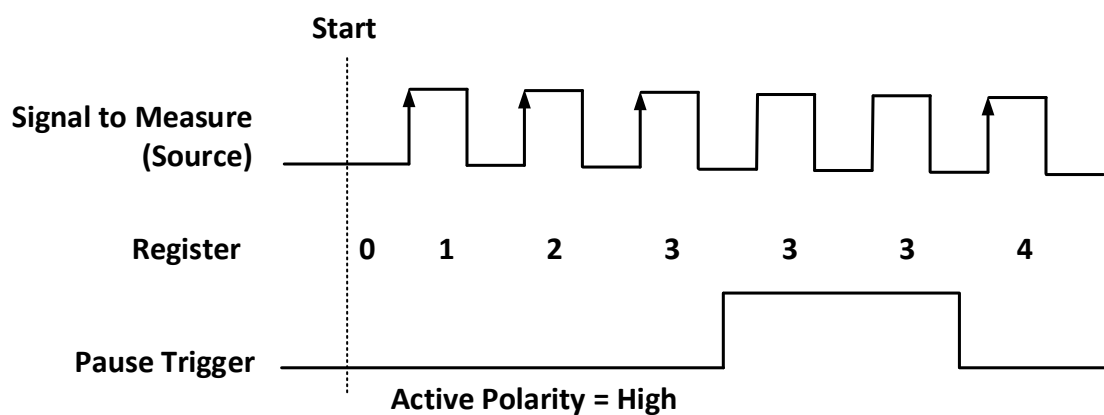 Start
Signal to Measure
(Source)
Register 0 1 2 3 3 3 4
Pause Trigger
Active Polarity = High